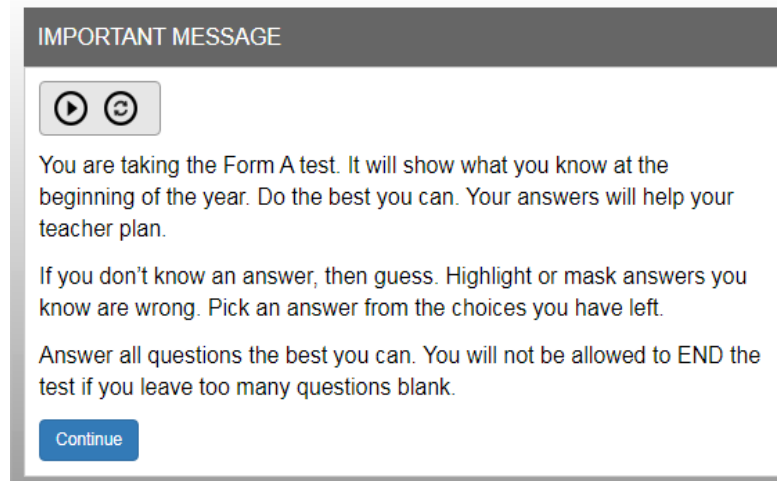 IMPORTANT MESSAGE
You are taking the Form A test. It will show what you know at the
beginning of the year. Do the best you can. Your answers will help your
teacher plan.
If you don’t know an answer, then guess. Highlight or mask answers you
know are wrong. Pick an answer from the choices you have left.
Answer all questions the best you can. You will not be allowed to END the
test if you leave too many questions blank.
Continue